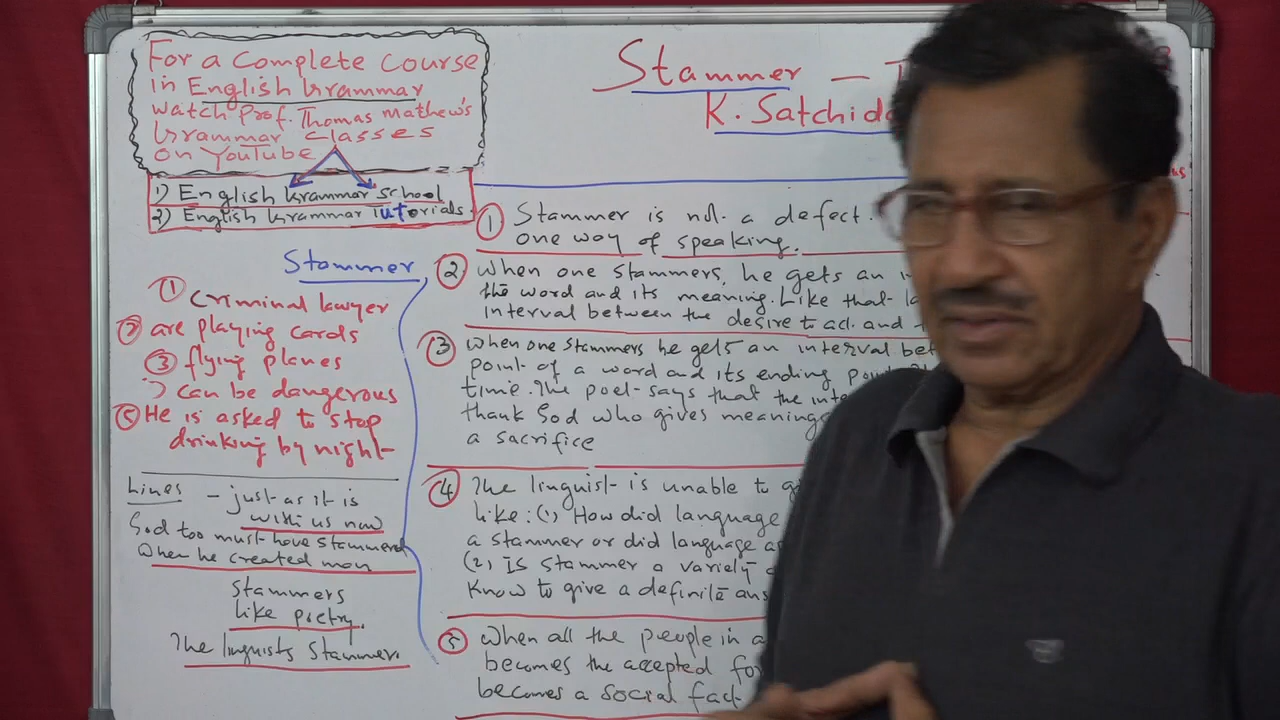 For a Complete course
in English Grammar
watch Prof. Thomas Mathew's
Grammar classes
on YouTube
1) English Grammar school
2) English Grammar Tutorials
Stammer —
K. Satchida
① Stammer is not a defect.
one way of speaking.
② When one stammers, he gets an
the word and its meaning. Like that
interval between the desire to act and
③ When one stammers he gets an interval
point of a word and its ending
time. The poet says that the
thank God who gives meaning
a sacrifice
④ The linguist is unable to
like: (1) How did language
a stammer or did language
(2) Is stammer a variety
know to give a definite
⑤ When all the people in a
becomes the accepted
becomes a social fact
Stammer
① Criminal lawyer
② are playing cards
③ flying planes
can be dangerous
⑤ He is asked to stop
drinking by night
Lines — just as it is
with us now
God too must have stammered
when he created man
Stammers
like poetry.
The linguists stammer.